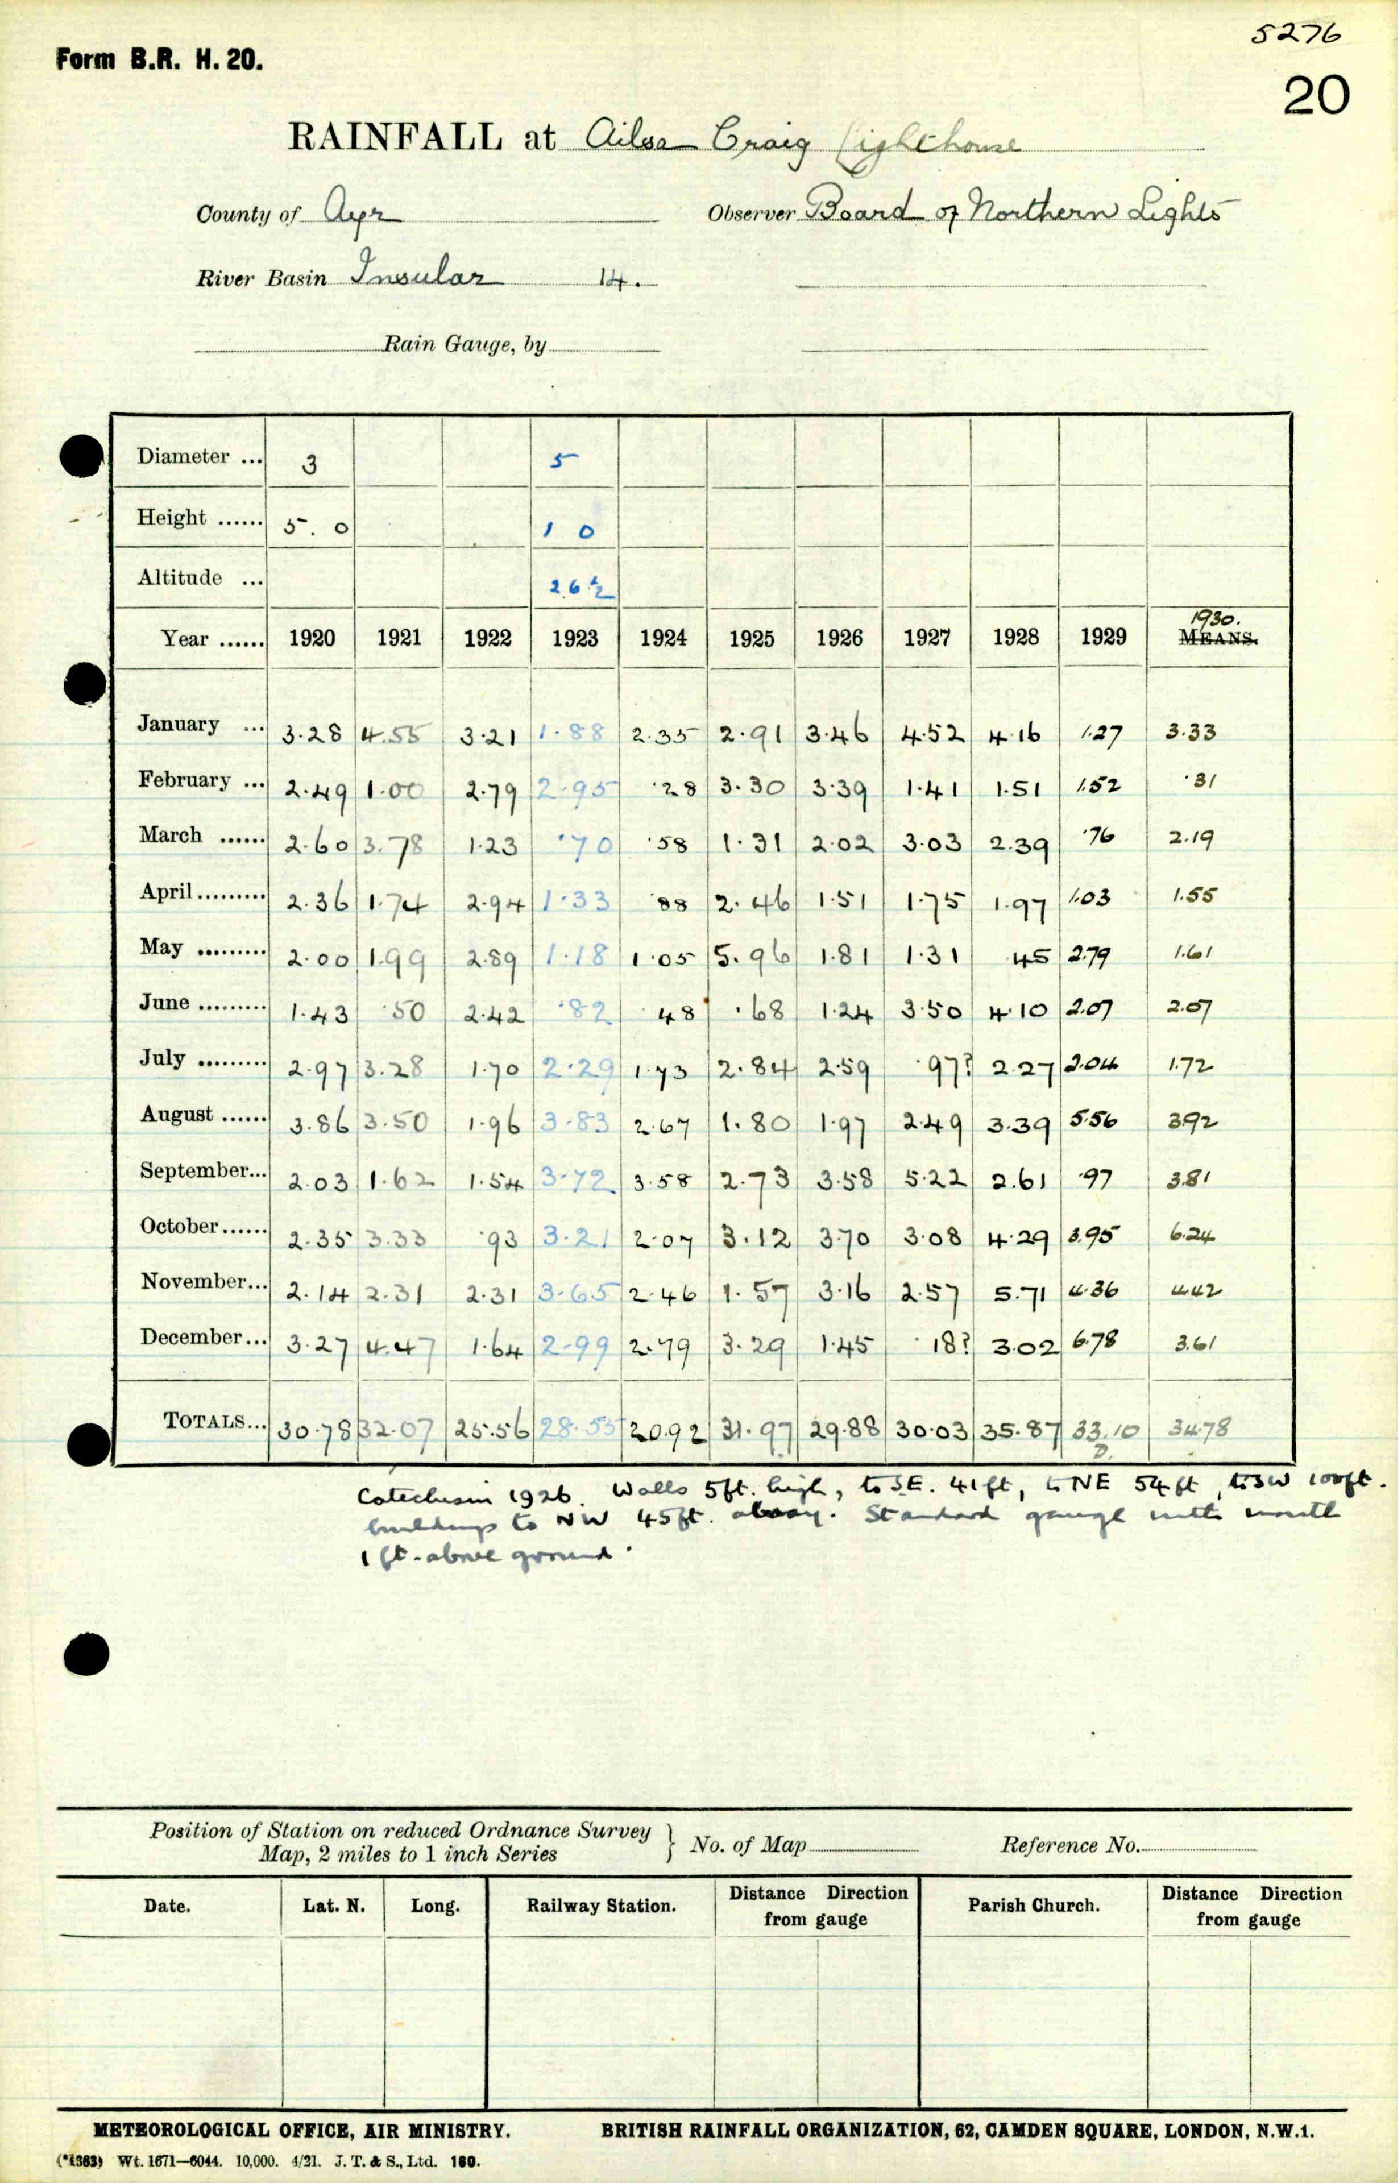 5276
Form B.R. H. 20.
20
RAINFALL at Ailsa Craig Lighthouse
County of Ayr Observer Board of Northern Lights
River Basin Insular 14.
Rain Gauge, by
Diameter ... 3 5
Height ...... 5. 0 1 0
Altitude ... 26½
1930.
Year ...... 1920 1921 1922 1923 1924 1925 1926 1927 1928 1929 MEANS.
January ... 3.28 4.55 3.21 1.88 2.35 2.91 3.46 4.52 4.16 1.27 3.33
February ... 2.49 1.00 2.79 2.95 .28 3.30 3.39 1.41 1.51 1.52 .31
March ...... 2.60 3.78 1.23 .70 .58 1.31 2.02 3.03 2.39 .76 2.19
April ......... 2.36 1.74 2.94 1.33 .88 2.46 1.51 1.75 1.97 1.03 1.55
May ......... 2.00 1.99 2.89 1.18 1.05 5.96 1.81 1.31 .45 2.79 1.61
June ......... 1.43 .50 2.42 .82 .48 .68 1.24 3.50 4.10 2.07 2.07
July ......... 2.97 3.28 1.70 2.29 1.73 2.84 2.59 .97? 2.27 2.04 1.72
August ...... 3.86 3.50 1.96 3.83 2.67 1.80 1.97 2.49 3.39 5.56 3.92
September... 2.03 1.62 1.54 3.72 3.58 2.73 3.58 5.22 2.61 .97 3.81
October...... 2.35 3.33 .93 3.21 2.07 3.12 3.70 3.08 4.29 3.95 6.24
November... 2.14 2.31 2.31 3.65 2.46 1.57 3.16 2.57 5.71 4.36 4.42
December... 3.27 4.47 1.64 2.99 2.79 3.29 1.45 .18? 3.02 6.78 3.61
TOTALS... 30.78 32.07 25.56 28.55 20.92 31.97 29.88 30.03 35.87 33.10 34.78
D.
Catechism 1926. Walls 5ft. high, to SE. 41ft, to NE 54ft, to SW 100ft.
buildings to NW 45ft. away. Standard gauge with mouth
1 ft. above ground.
Position of Station on reduced Ordnance Survey
Map, 2 miles to 1 inch Series } No. of Map Reference No.
Date. Lat. N. Long. Railway Station. Distance Direction from gauge Parish Church. Distance Direction from gauge
METEOROLOGICAL OFFICE, AIR MINISTRY. BRITISH RAINFALL ORGANIZATION, 62, CAMDEN SQUARE, LONDON, N.W.1.
(*1383) Wt. 1671—6044. 10,000. 4/21. J. T. & S., Ltd. 160.